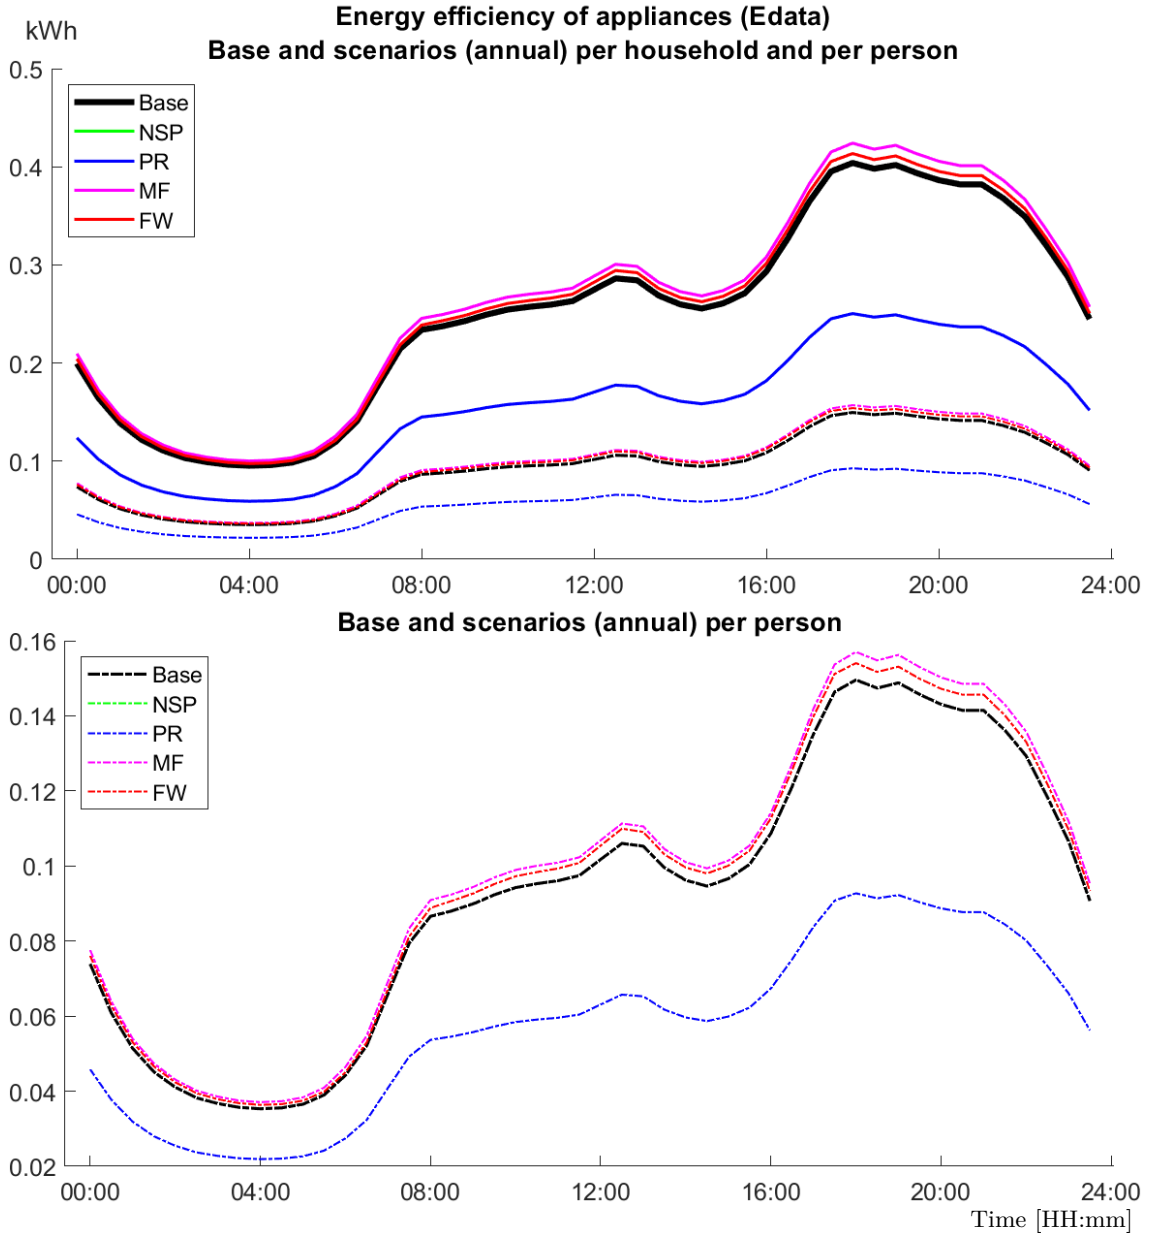 Energy efficiency of appliances (Edata)
kWh
Base and scenarios (annual) per household and per person
0.5
Base
NSP
PR
MF
FW
0.4
0.3
0.2
0.1
0
00:00 04:00 08:00 12:00 16:00 20:00 24:00
Base and scenarios (annual) per person
0.16
Base
NSP
PR
MF
FW
0.14
0.12
0.1
0.08
0.06
0.04
0.02
00:00 04:00 08:00 12:00 16:00 20:00 24:00
Time [HH:mm]